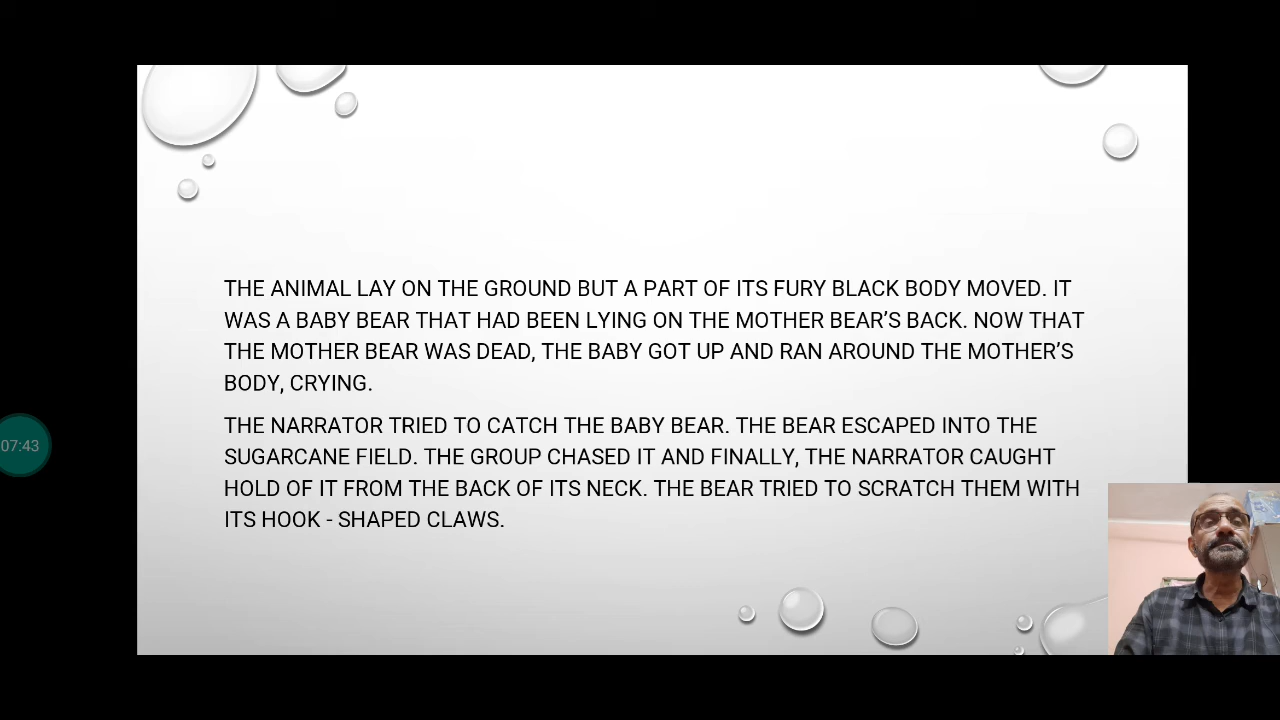 THE ANIMAL LAY ON THE GROUND BUT A PART OF ITS FURY BLACK BODY MOVED. IT
WAS A BABY BEAR THAT HAD BEEN LYING ON THE MOTHER BEAR’S BACK. NOW THAT
THE MOTHER BEAR WAS DEAD, THE BABY GOT UP AND RAN AROUND THE MOTHER’S
BODY, CRYING.
THE NARRATOR TRIED TO CATCH THE BABY BEAR. THE BEAR ESCAPED INTO THE
SUGARCANE FIELD. THE GROUP CHASED IT AND FINALLY, THE NARRATOR CAUGHT
HOLD OF IT FROM THE BACK OF ITS NECK. THE BEAR TRIED TO SCRATCH THEM WITH
ITS HOOK - SHAPED CLAWS.
07:43